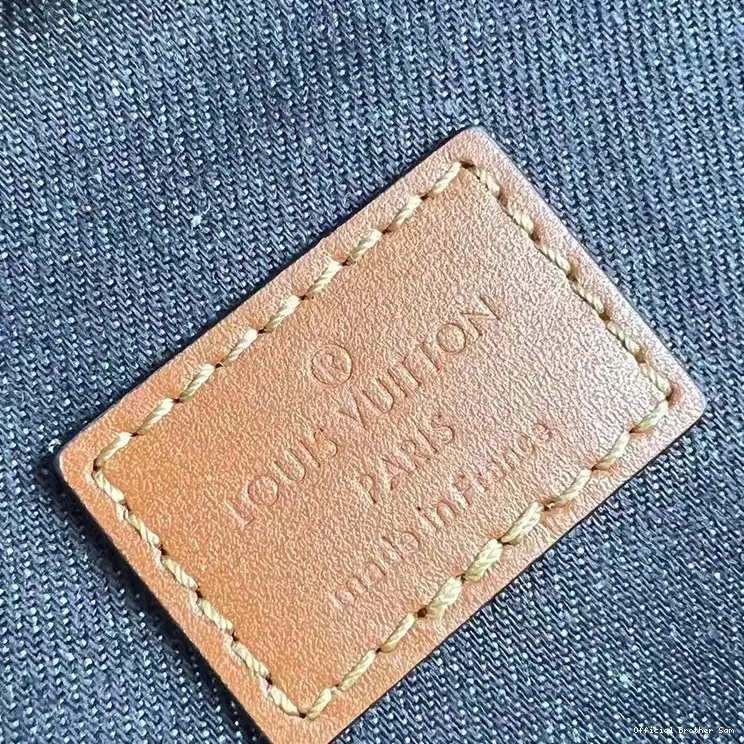 ®
LOUIS VUITTON
PARIS
made in France
Official Brother Sam